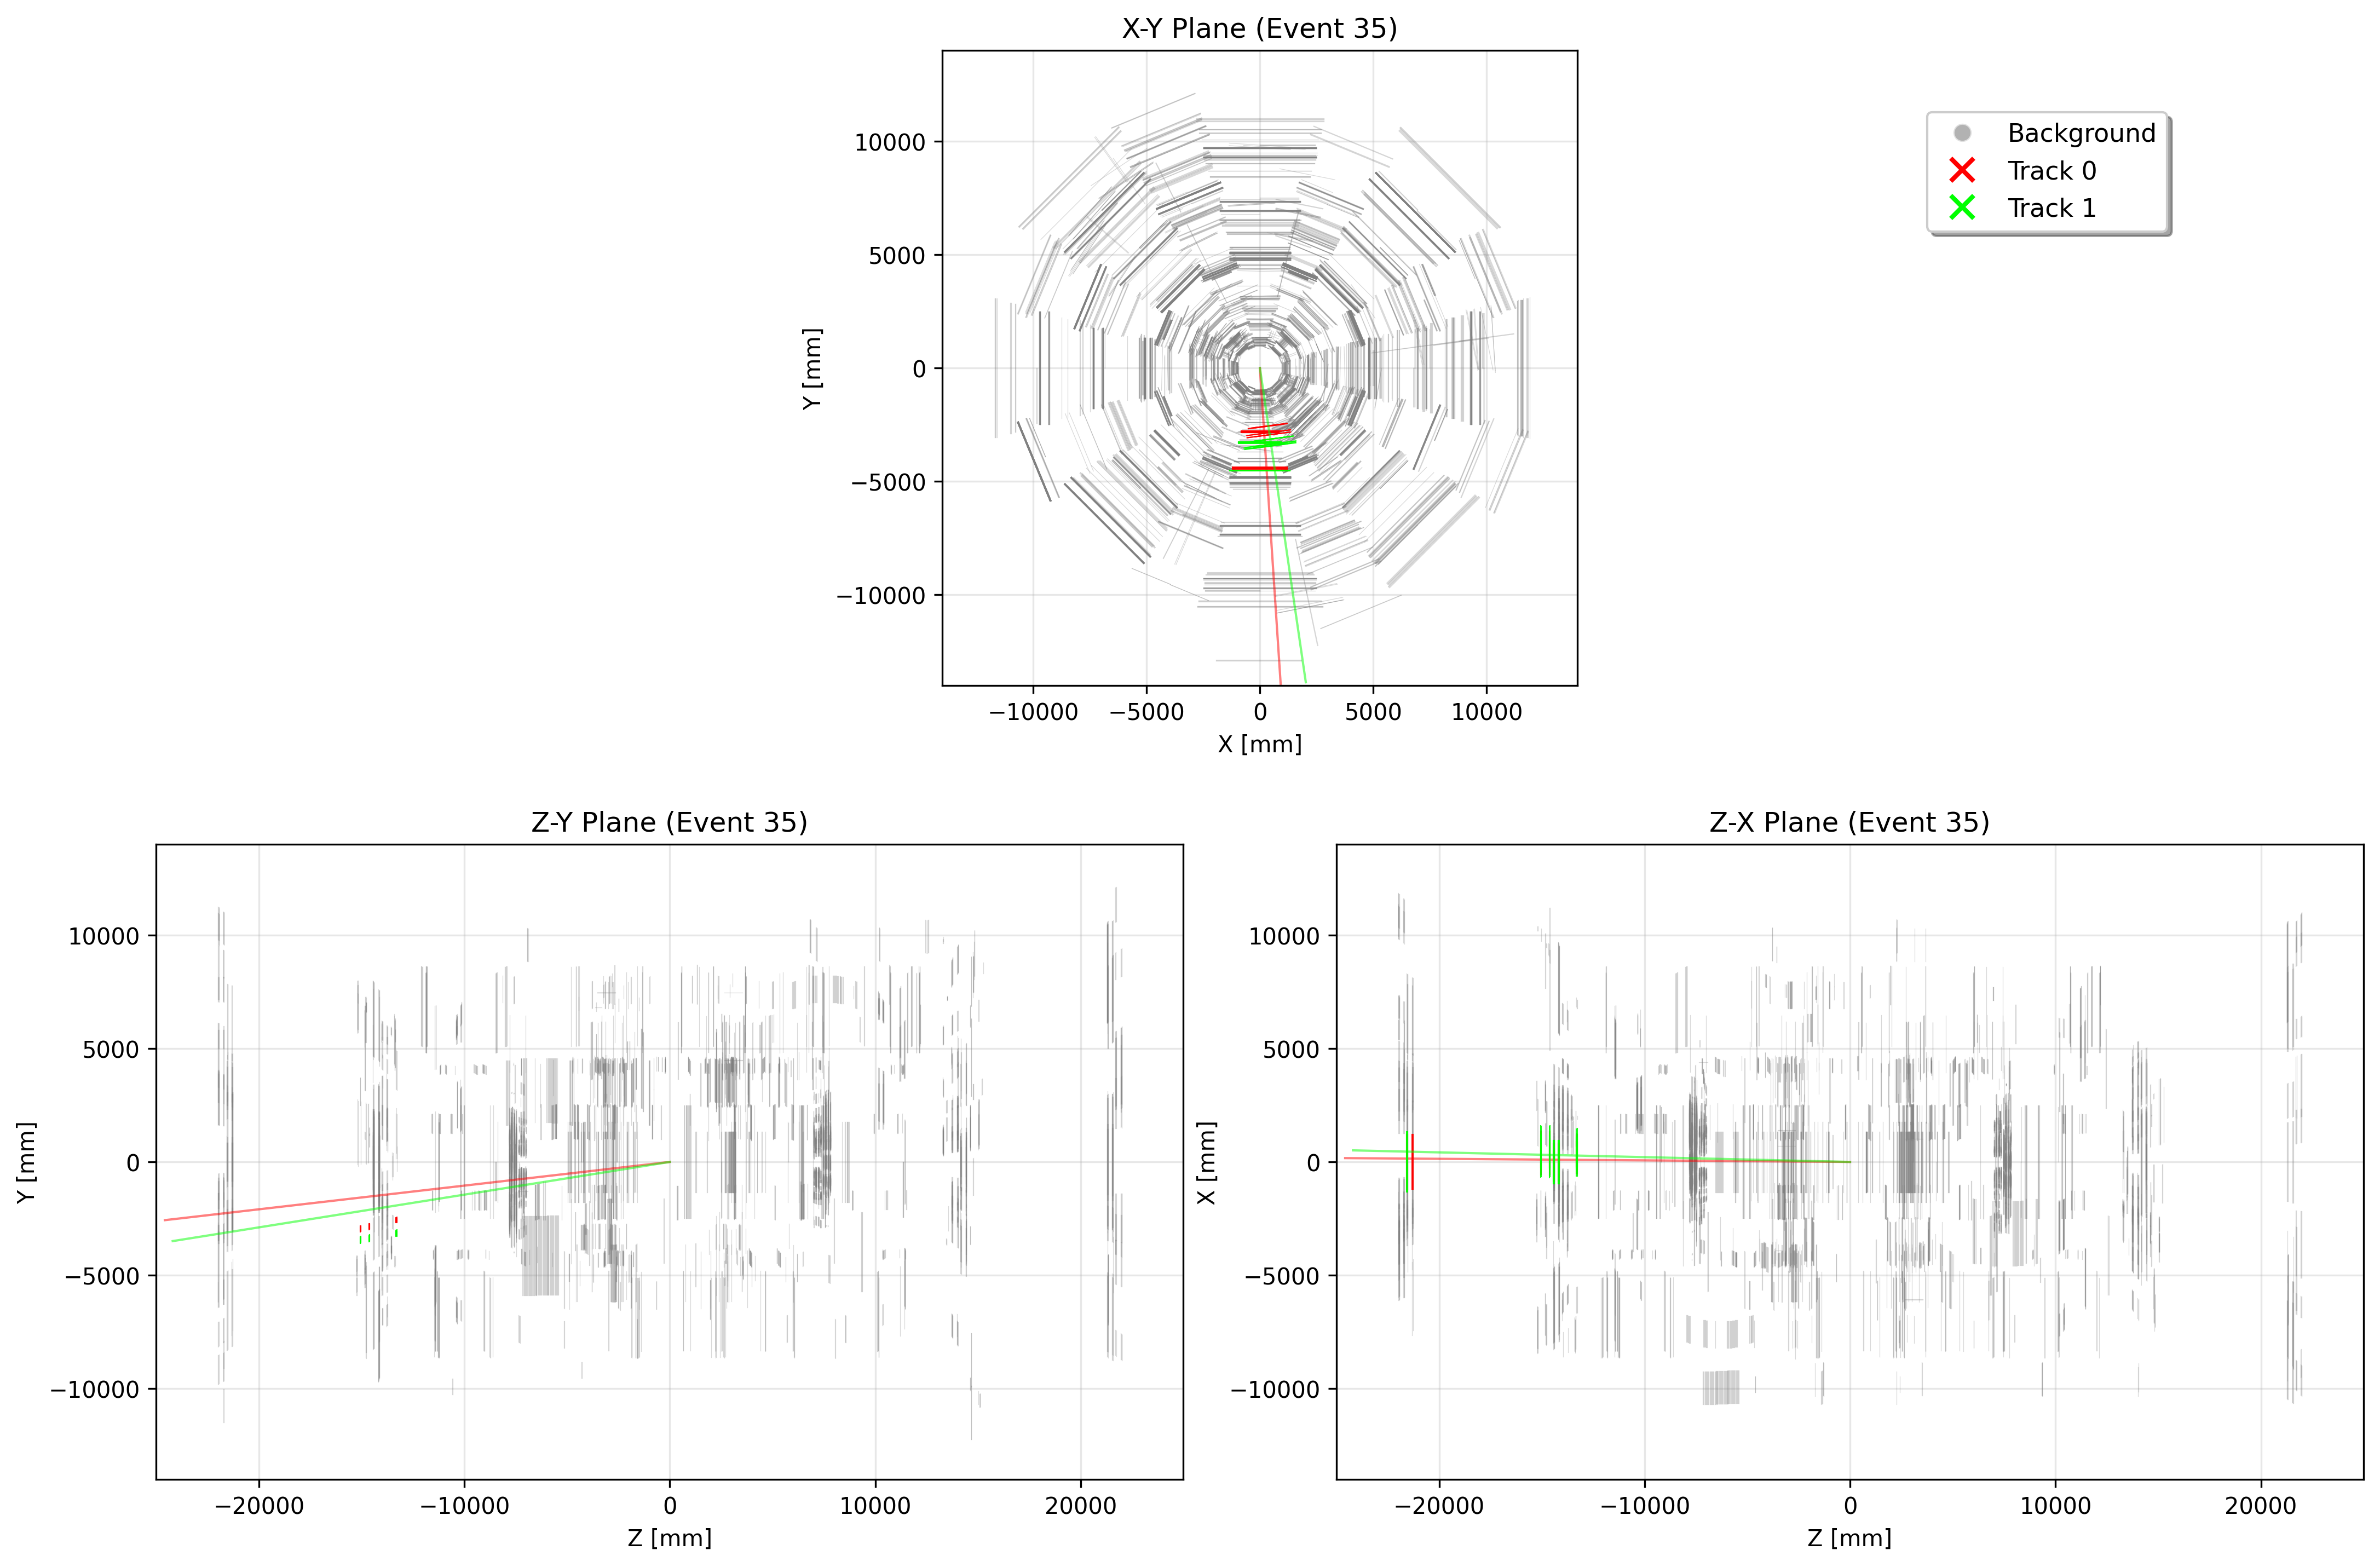 X-Y Plane (Event 35)
Background
Track 0
Track 1
10000
5000
0
−5000
−10000
Y [mm]
−10000 −5000 0 5000 10000
X [mm]
Z-Y Plane (Event 35)
10000
5000
0
−5000
−10000
Y [mm]
−20000 −10000 0 10000 20000
Z [mm]
Z-X Plane (Event 35)
10000
5000
0
−5000
−10000
X [mm]
−20000 −10000 0 10000 20000
Z [mm]